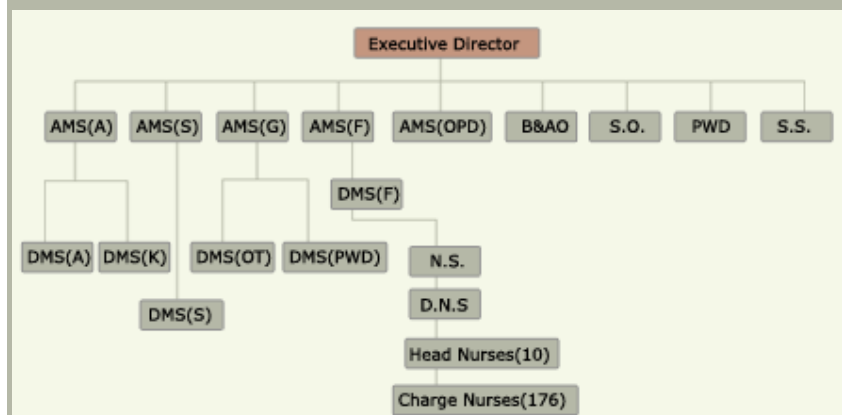 Executive Director
AMS(A) AMS(S) AMS(G) AMS(F) AMS(OPD) B&AO S.O. PWD S.S.
DMS(F)
DMS(A) DMS(K) DMS(OT) DMS(PWD) N.S.
D.N.S
DMS(S)
Head Nurses(10)
Charge Nurses(176)